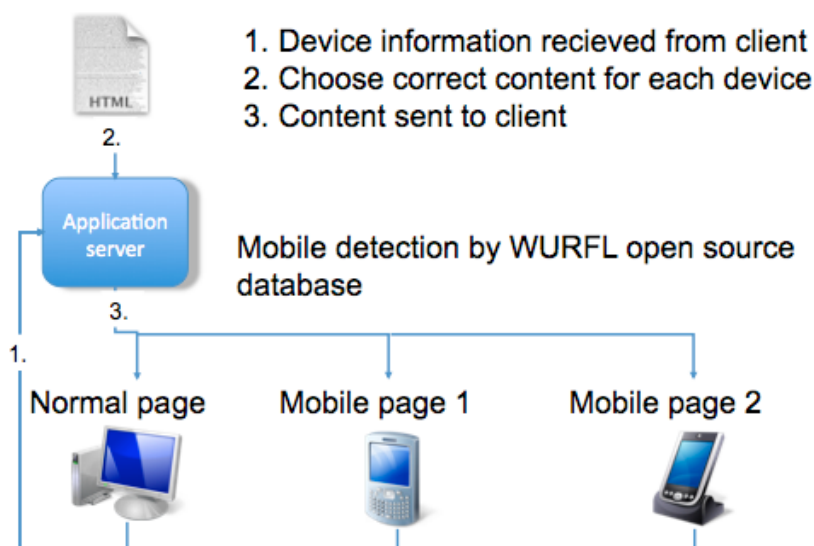 1. Device information recieved from client
2. Choose correct content for each device
3. Content sent to client
HTML
2.
Application
server
Mobile detection by WURFL open source
database
3.
1.
Normal page
Mobile page 1
Mobile page 2